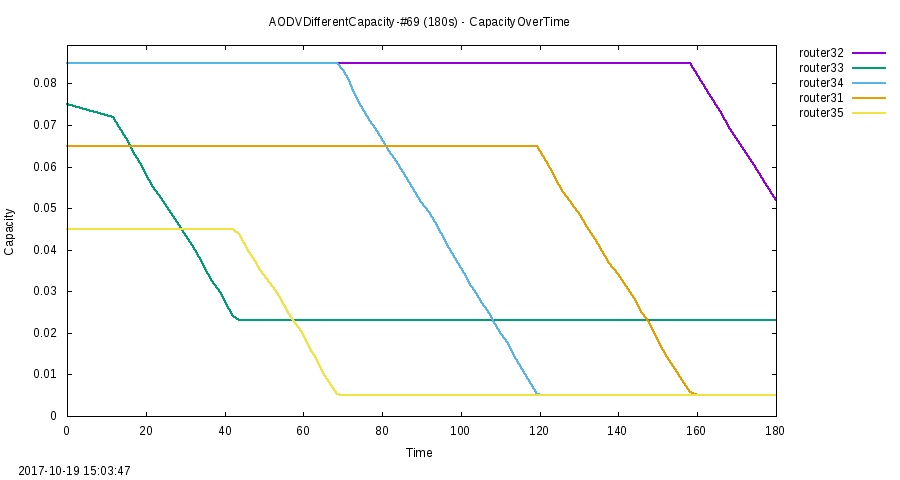 AODVDifferentCapacity-#69 (180s) - CapacityOverTime
router32
router33
router34
router31
router35
0.08
0.07
0.06
0.05
0.04
0.03
0.02
0.01
0
Capacity
0 20 40 60 80 100 120 140 160 180
Time
2017-10-19 15:03:47